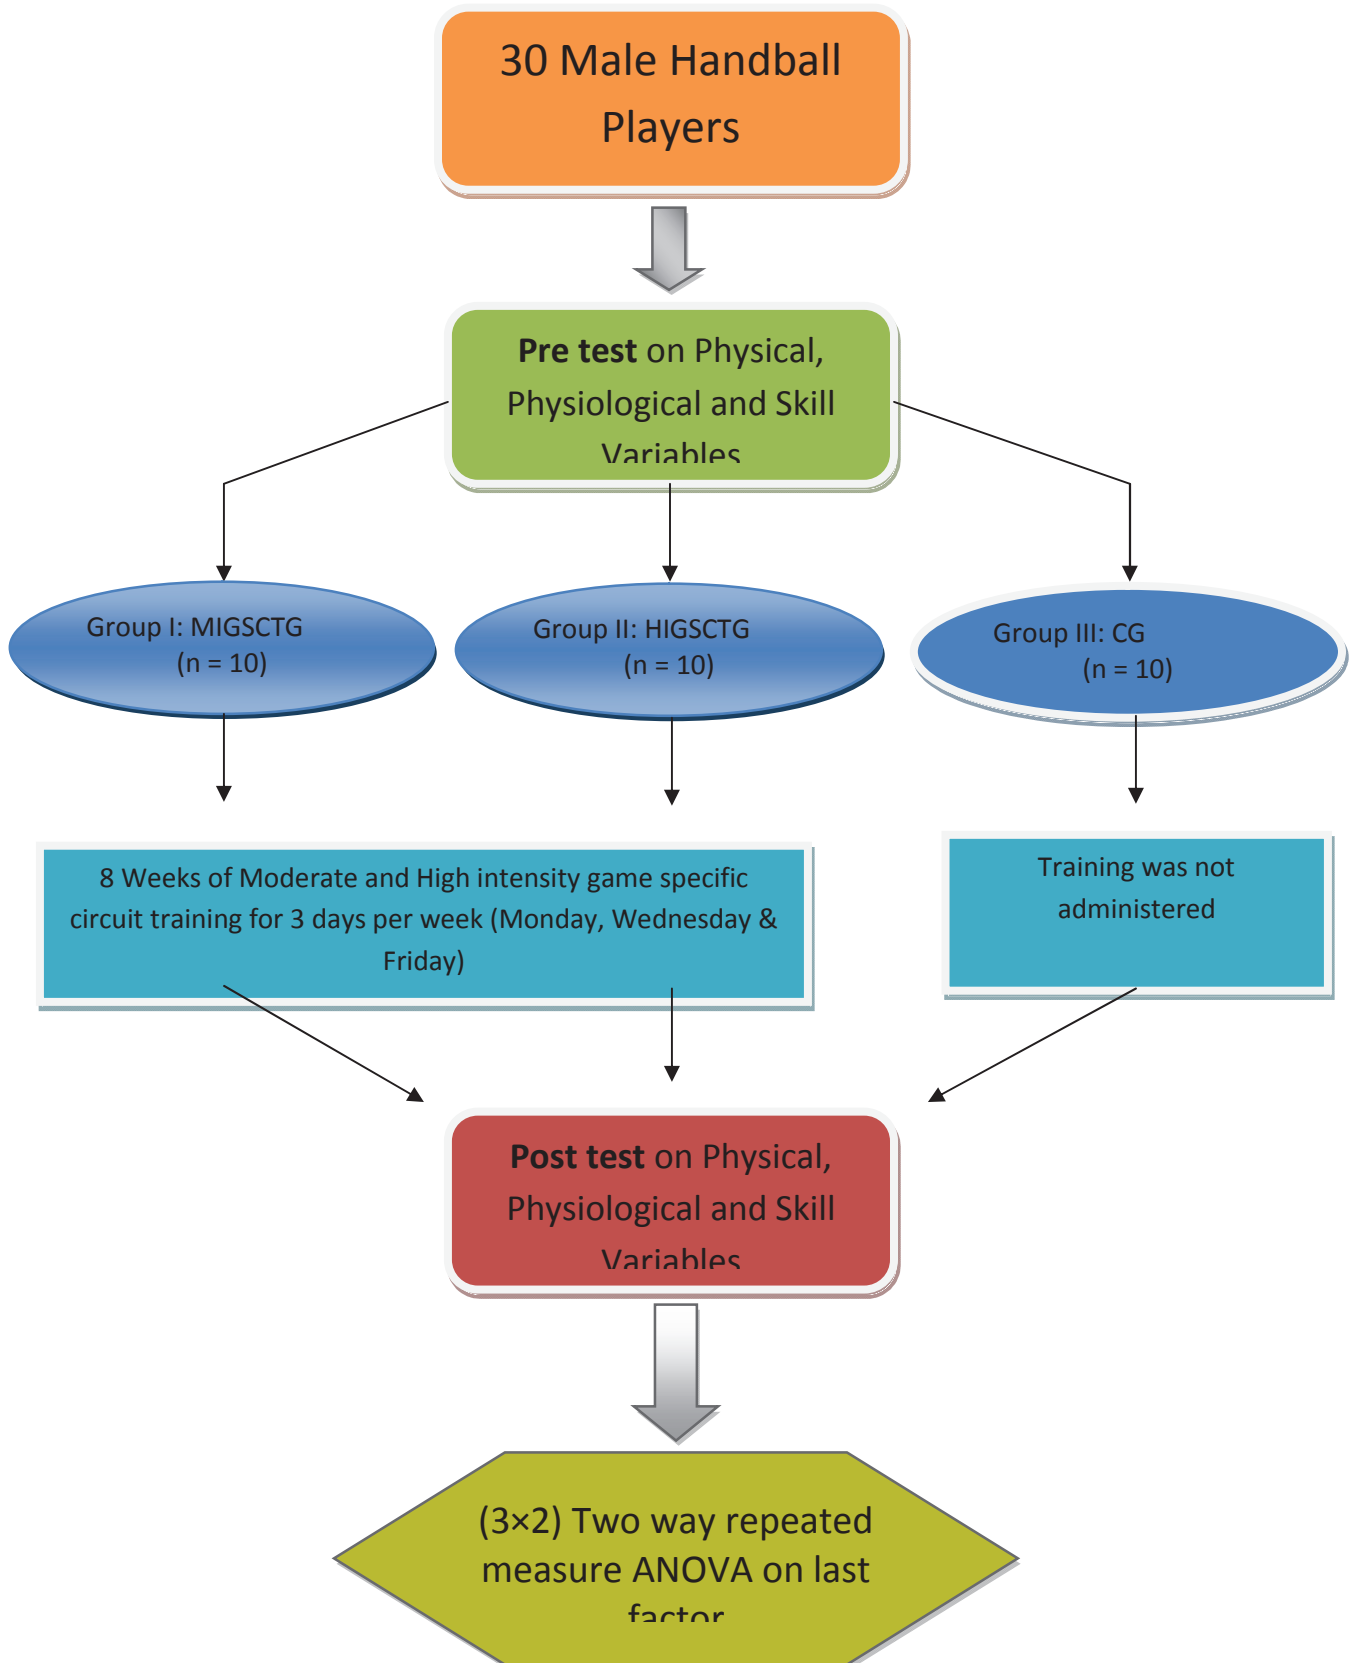 30 Male Handball
Players
Pre test on Physical,
Physiological and Skill
Variables
Group I: MIGSCTG
(n = 10)
Group II: HIGSCTG
(n = 10)
Group III: CG
(n = 10)
8 Weeks of Moderate and High intensity game specific
circuit training for 3 days per week (Monday, Wednesday &
Friday)
Training was not
administered
Post test on Physical,
Physiological and Skill
Variables
(3×2) Two way repeated
measure ANOVA on last
factor